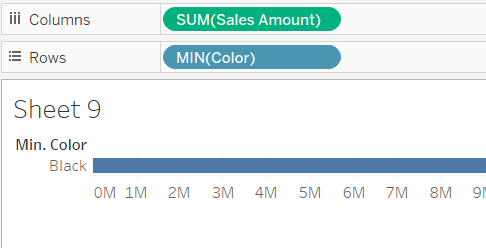 Columns SUM(Sales Amount)
Rows MIN(Color)
Sheet 9
Min. Color
Black
0M 1M 2M 3M 4M 5M 6M 7M 8M 9M